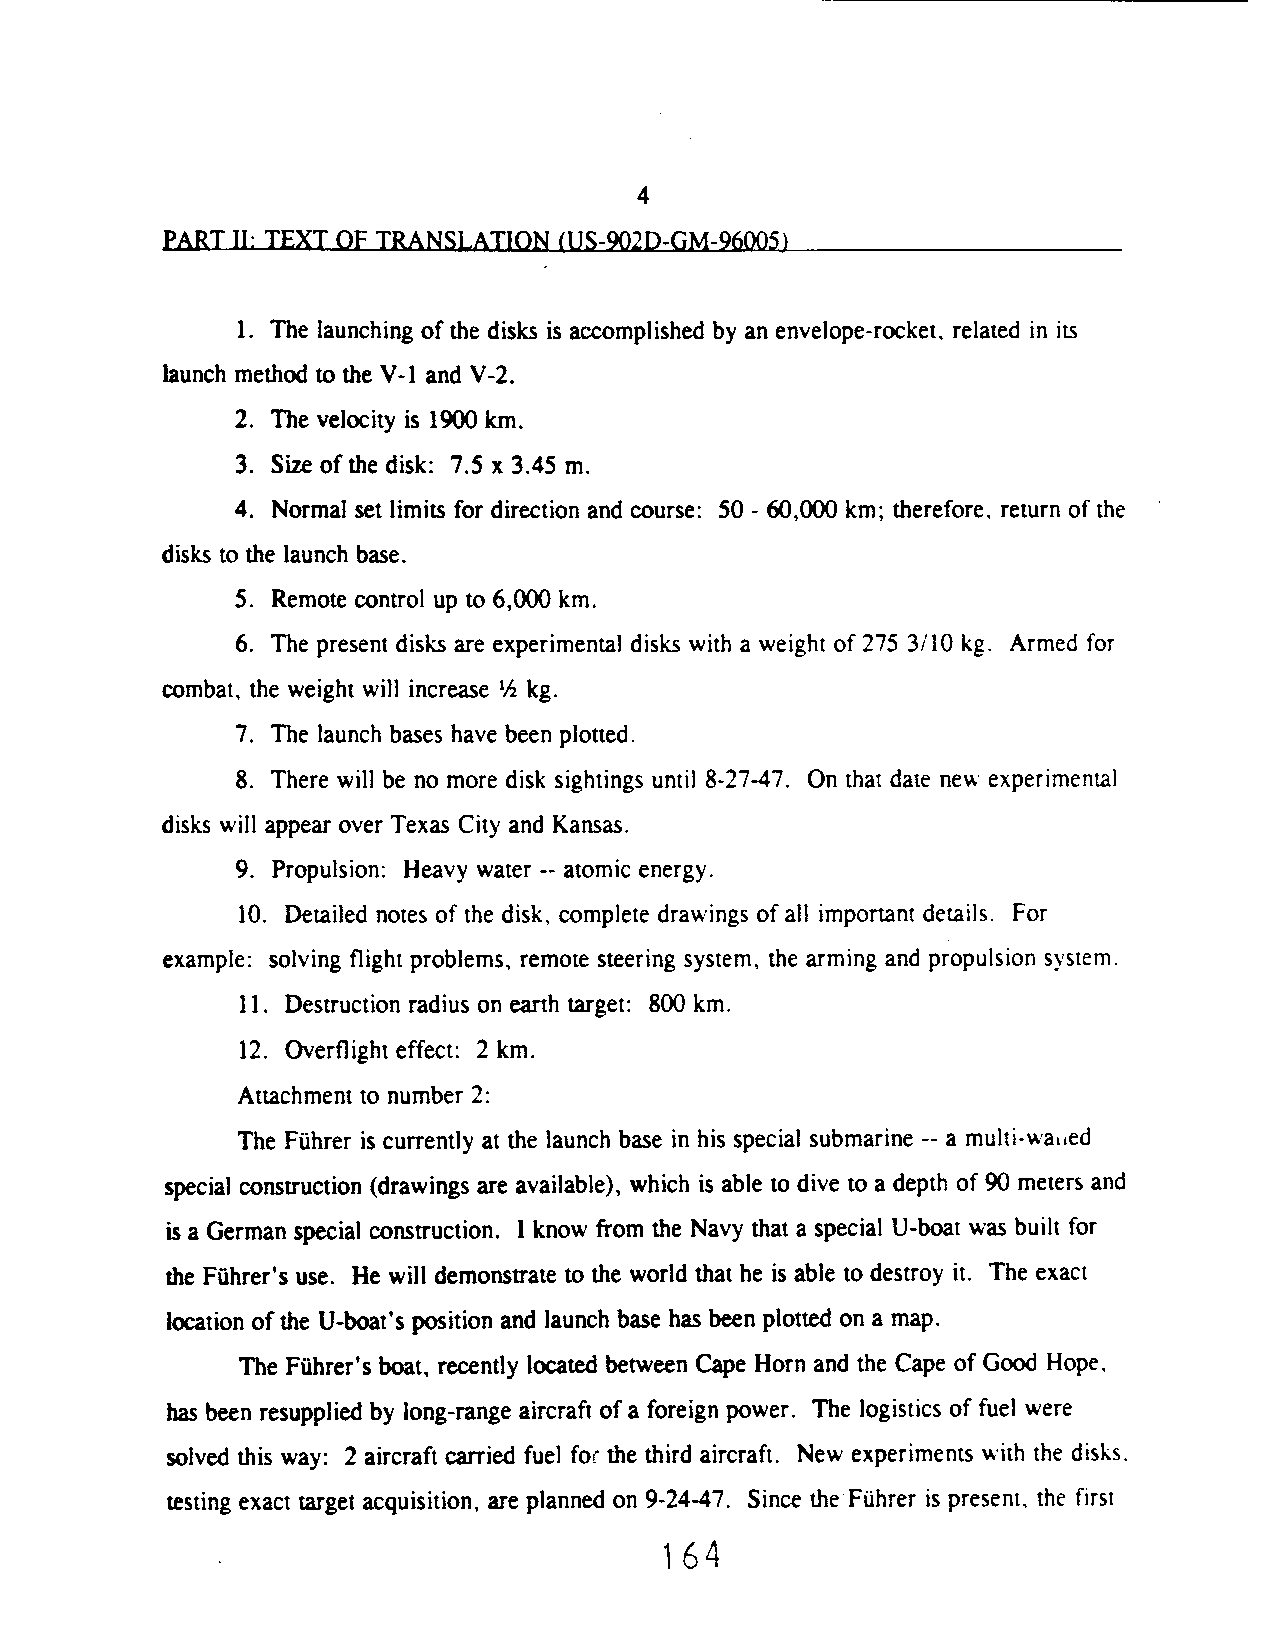 4
PART II: TEXT OF TRANSLATION (US-902D-GM-96005)
1. The launching of the disks is accomplished by an envelope-rocket, related in its
launch method to the V-1 and V-2.
2. The velocity is 1900 km.
3. Size of the disk: 7.5 x 3.45 m.
4. Normal set limits for direction and course: 50 - 60,000 km; therefore, return of the
disks to the launch base.
5. Remote control up to 6,000 km.
6. The present disks are experimental disks with a weight of 275 3/10 kg. Armed for
combat, the weight will increase ½ kg.
7. The launch bases have been plotted.
8. There will be no more disk sightings until 8-27-47. On that date new experimental
disks will appear over Texas City and Kansas.
9. Propulsion: Heavy water -- atomic energy.
10. Detailed notes of the disk, complete drawings of all important details. For
example: solving flight problems, remote steering system, the arming and propulsion system.
11. Destruction radius on earth target: 800 km.
12. Overflight effect: 2 km.
Attachment to number 2:
The Führer is currently at the launch base in his special submarine -- a multi-walled
special construction (drawings are available), which is able to dive to a depth of 90 meters and
is a German special construction. I know from the Navy that a special U-boat was built for
the Führer's use. He will demonstrate to the world that he is able to destroy it. The exact
location of the U-boat's position and launch base has been plotted on a map.
The Führer's boat, recently located between Cape Horn and the Cape of Good Hope,
has been resupplied by long-range aircraft of a foreign power. The logistics of fuel were
solved this way: 2 aircraft carried fuel for the third aircraft. New experiments with the disks,
testing exact target acquisition, are planned on 9-24-47. Since the Führer is present, the first
164